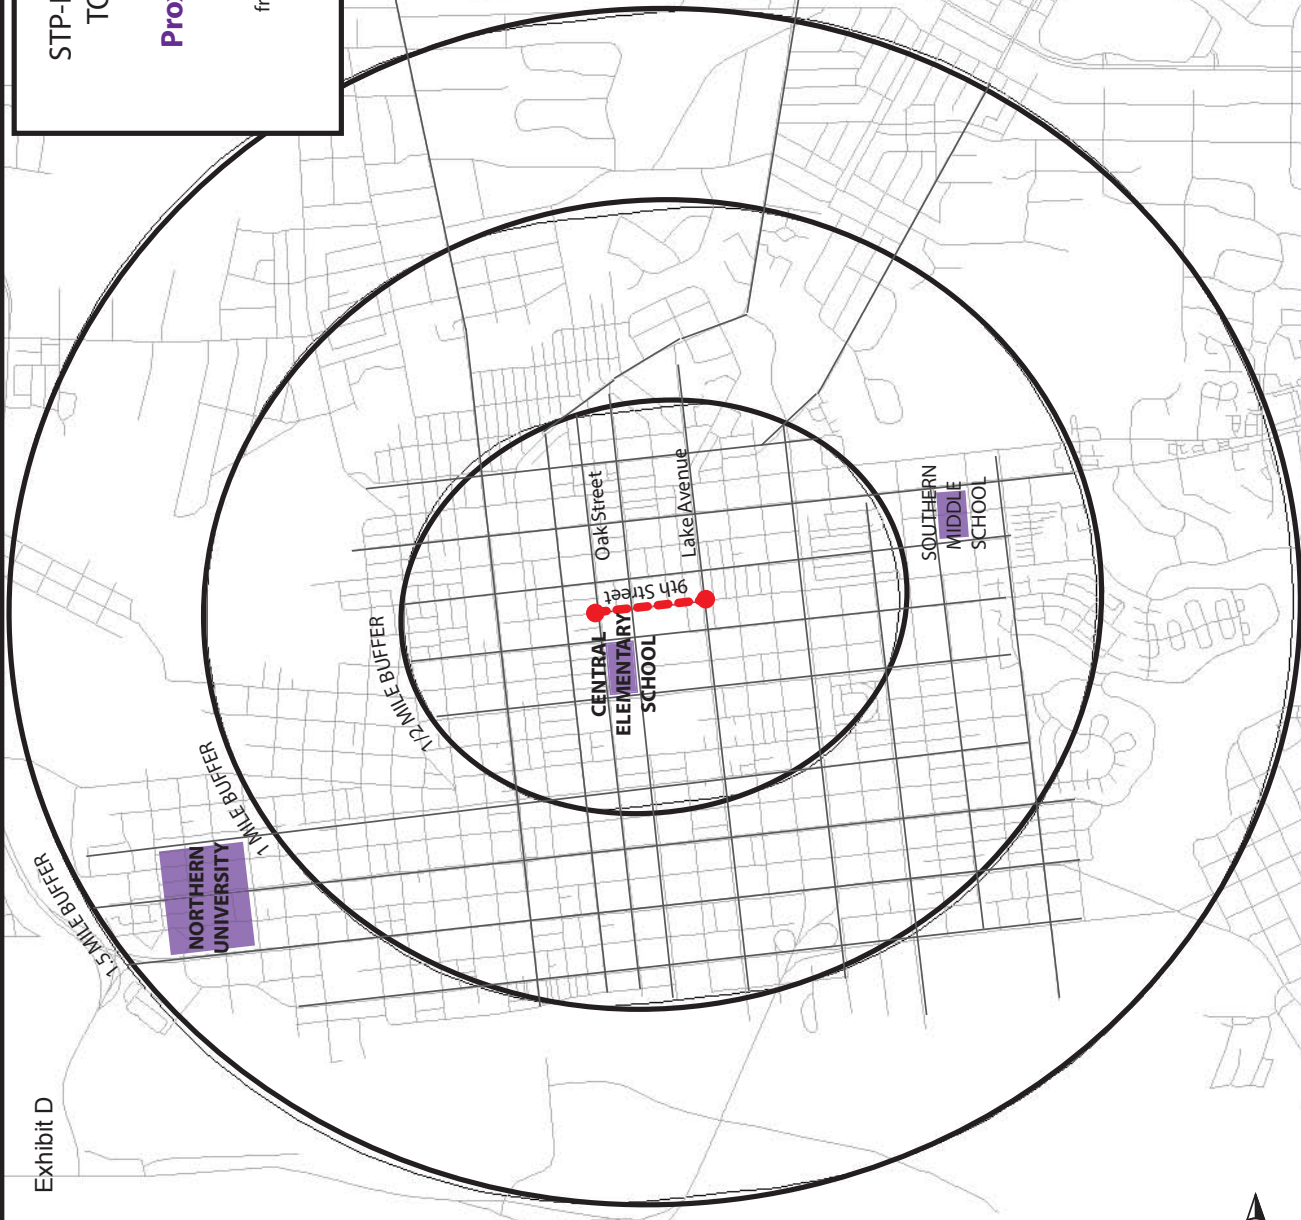 Exhibit D
1.5 MILE BUFFER
1 MILE BUFFER
1/2 MILE BUFFER
NORTHERN
UNIVERSITY
CENTRAL
ELEMENTARY
SCHOOL
9th Street
Oak Street
Lake Avenue
SOUTHERN
MIDDLE
SCHOOL